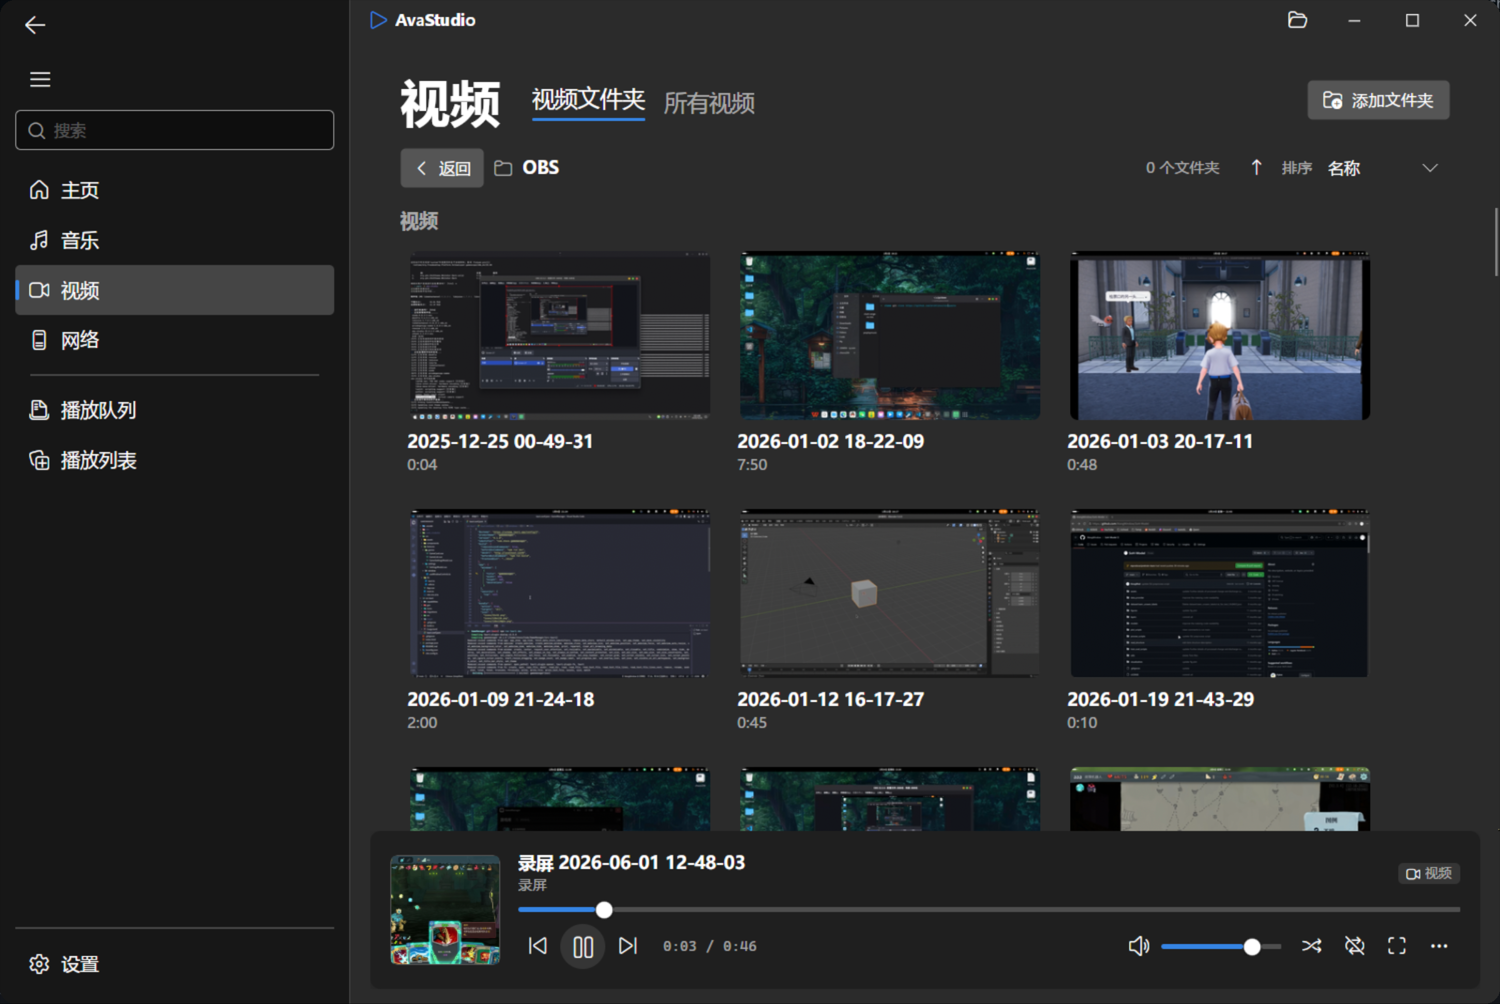 AvaStudio
搜索
主页
音乐
视频
网络
播放队列
播放列表
设置
视频
视频文件夹
所有视频
添加文件夹
返回
OBS
0 个文件夹
排序
名称
视频
2025-12-25 00-49-31
0:04
2026-01-02 18-22-09
7:50
2026-01-03 20-17-11
0:48
2026-01-09 21-24-18
2:00
2026-01-12 16-17-27
0:45
2026-01-19 21-43-29
0:10
录屏 2026-06-01 12-48-03
录屏
视频
0:03 / 0:46